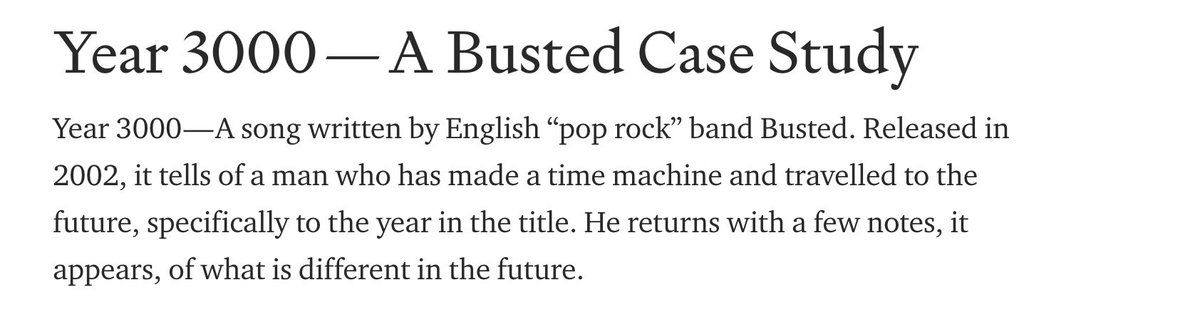 Year 3000 — A Busted Case Study
Year 3000—A song written by English “pop rock” band Busted. Released in
2002, it tells of a man who has made a time machine and travelled to the
future, specifically to the year in the title. He returns with a few notes, it
appears, of what is different in the future.